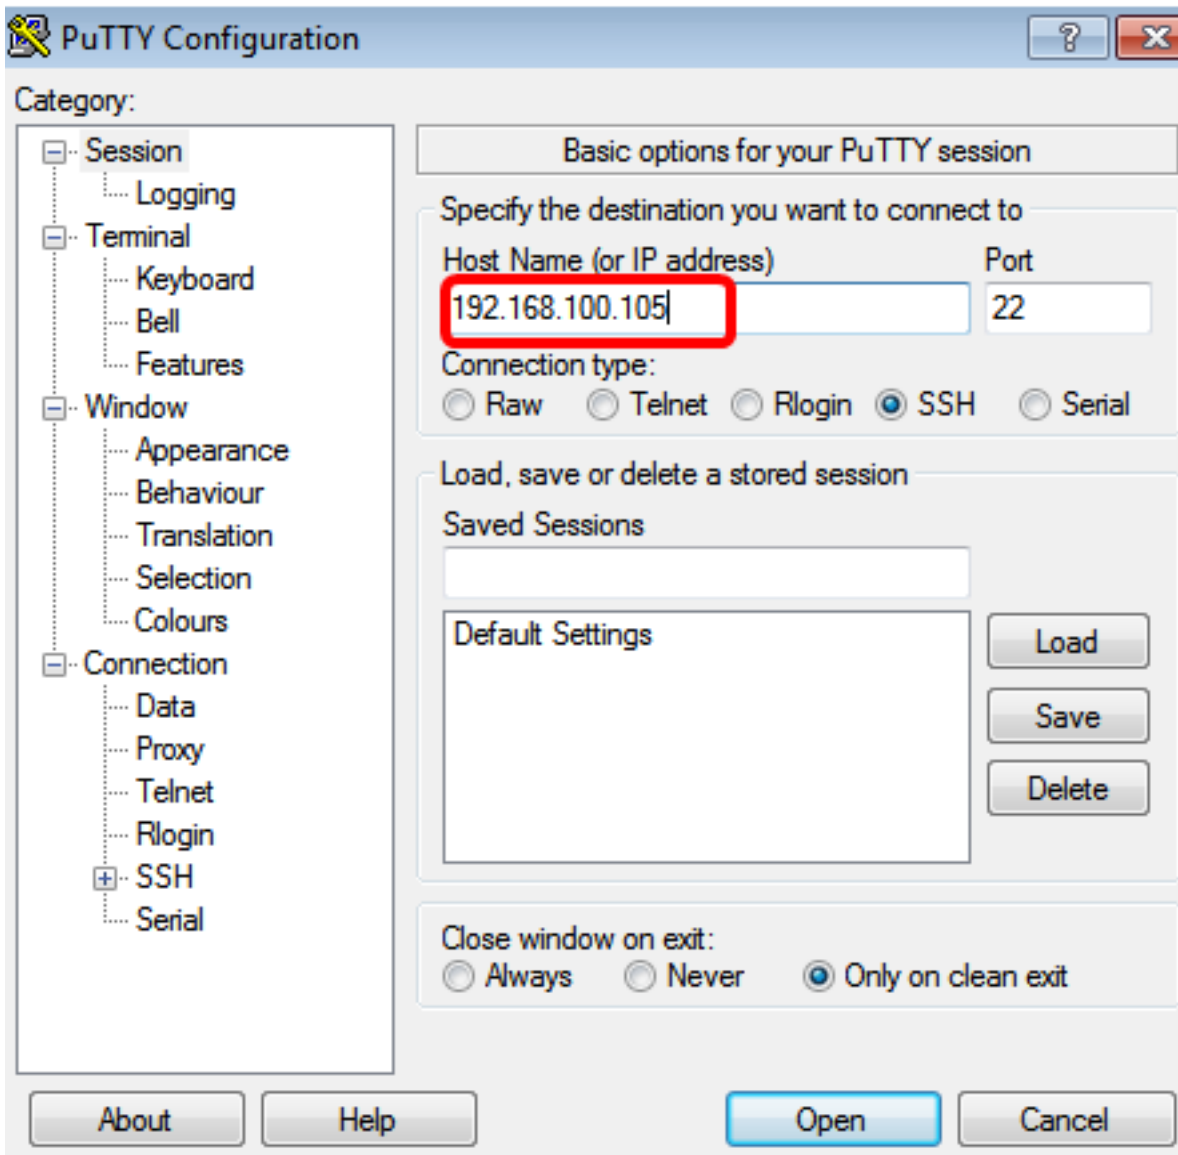 PuTTY Configuration
Category:
Session
Logging
Terminal
Keyboard
Bell
Features
Window
Appearance
Behaviour
Translation
Selection
Colours
Connection
Data
Proxy
Telnet
Rlogin
SSH
Serial
Basic options for your PuTTY session
Specify the destination you want to connect to
Host Name (or IP address) Port
192.168.100.105 22
Connection type:
Raw Telnet Rlogin SSH Serial
Load, save or delete a stored session
Saved Sessions
Default Settings
Load
Save
Delete
Close window on exit:
Always Never Only on clean exit
About Help Open Cancel